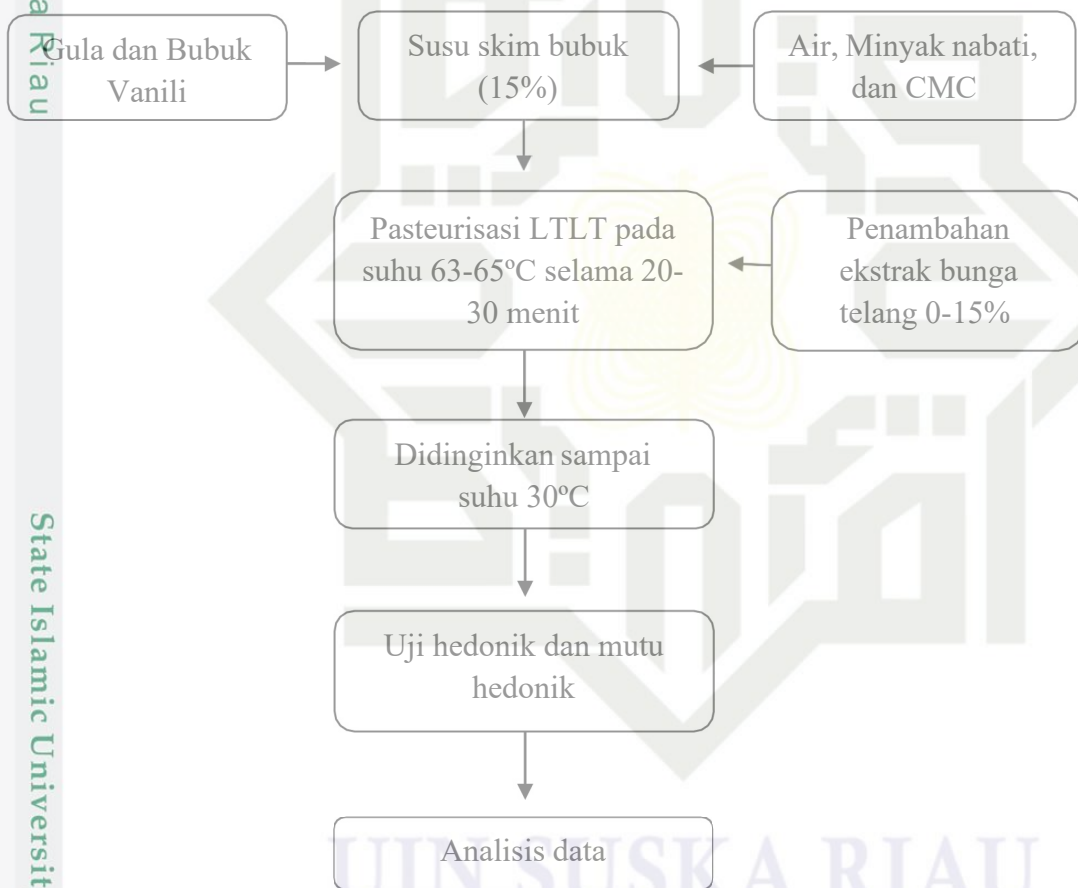 a Riau
State Islamic Universit
Gula dan Bubuk
Vanili
Susu skim bubuk
(15%)
Air, Minyak nabati,
dan CMC
Pasteurisasi LTLT pada
suhu 63-65ºC selama 20-
30 menit
Penambahan
ekstrak bunga
telang 0-15%
Didinginkan sampai
suhu 30ºC
Uji hedonik dan mutu
hedonik
Analisis data
UIN SUSKA RIAU